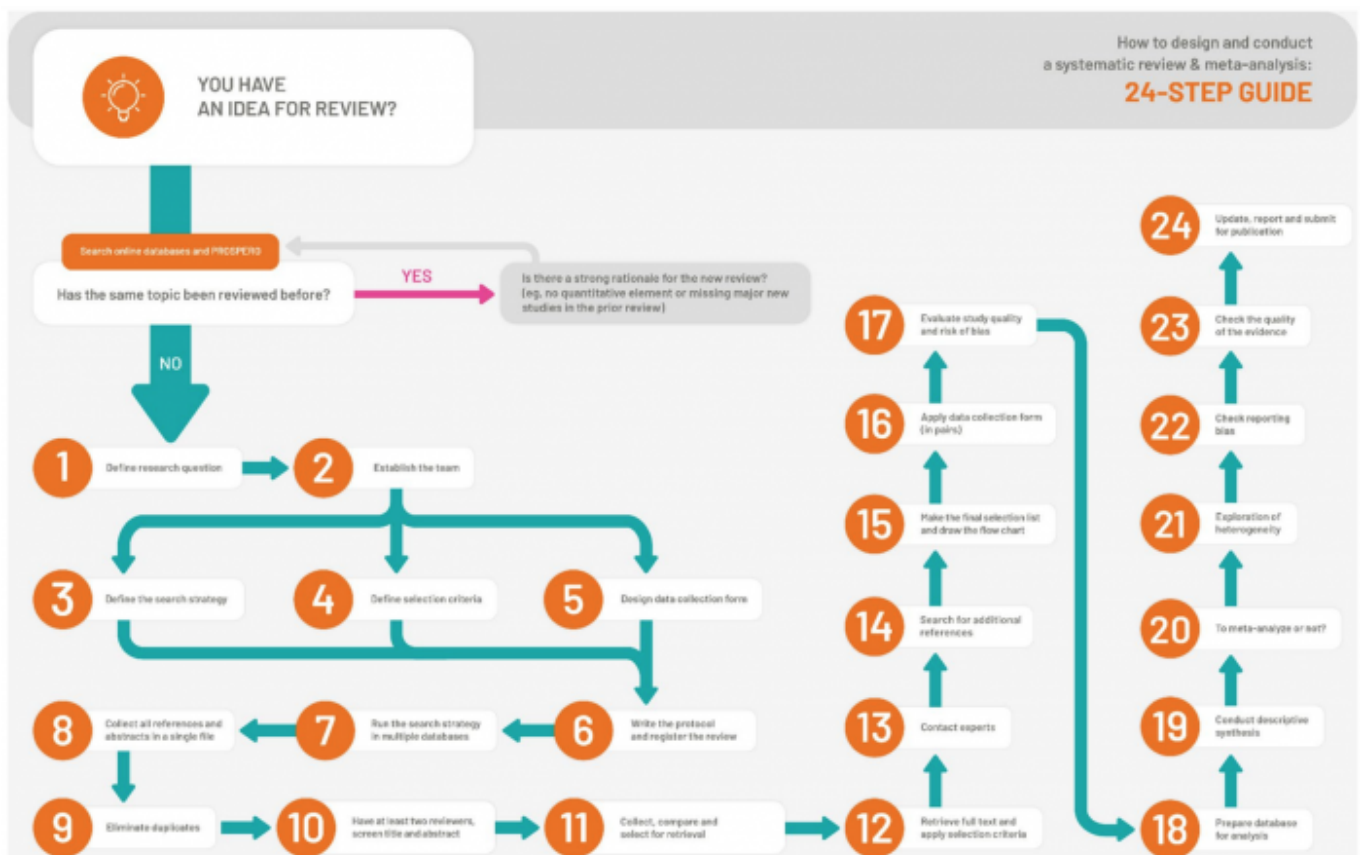 How to design and conduct
a systematic review & meta-analysis:
24-STEP GUIDE
YOU HAVE
AN IDEA FOR REVIEW?
Search online databases and PROSPERO
Has the same topic been reviewed before?
YES
Is there a strong rationale for the new review?
(eg, no quantitative element or missing major new
studies in the prior review)
NO
1
Define research question
2
Establish the team
3
Define the search strategy
4
Define selection criteria
5
Design data collection form
6
Write the protocol
and register the review
7
Run the search strategy
in multiple databases
8
Collect all references and
abstracts in a single file
9
Eliminate duplicates
10
Have at least two reviewers,
screen title and abstract
11
Collect, compare and
select for retrieval
12
Retrieve full text and
apply selection criteria
13
Contact experts
14
Search for additional
references
15
Make the final selection list
and draw the flow chart
16
Apply data collection form
(in pairs)
17
Evaluate study quality
and risk of bias
18
Prepare database
for analysis
19
Conduct descriptive
synthesis
20
To meta-analyze or not?
21
Exploration of
heterogeneity
22
Check reporting
bias
23
Check the quality
of the evidence
24
Update, report and submit
for publication